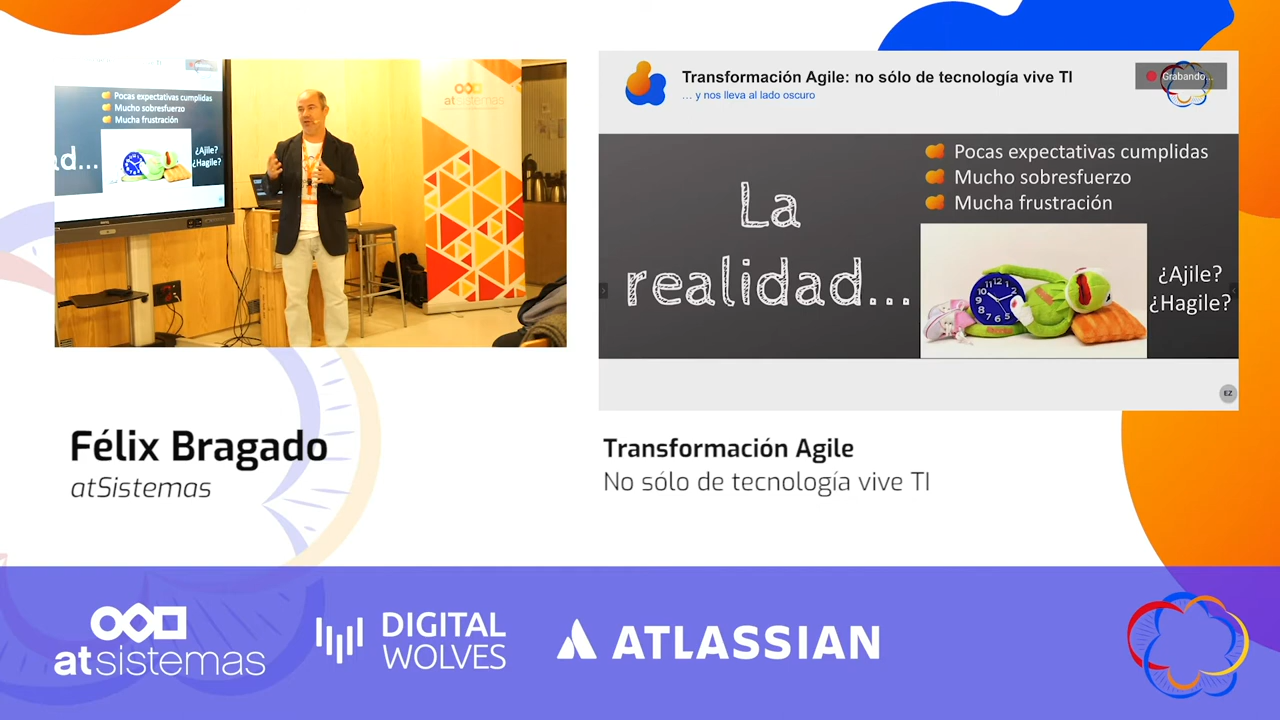 Pocas expectativas cumplidas
Mucho sobresfuerzo
Mucha frustración
ad...
¿Ajile?
¿Hagile?
atsistemas
Transformación Agile: no sólo de tecnología vive TI
... y nos lleva al lado oscuro
Grabando...
Pocas expectativas cumplidas
Mucho sobresfuerzo
Mucha frustración
La
realidad...
¿Ajile?
¿Hagile?
EZ
Félix Bragado
atSistemas
Transformación Agile
No sólo de tecnología vive TI
atsistemas
DIGITAL
WOLVES
ATLASSIAN